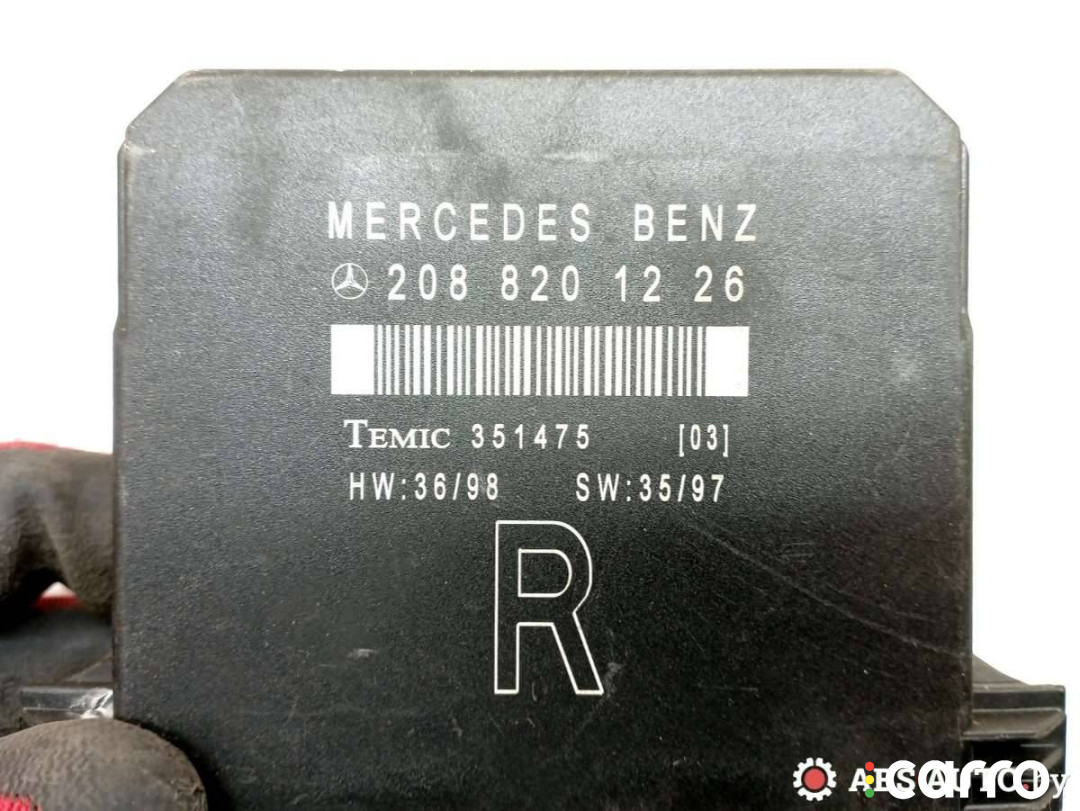 MERCEDES BENZ
208 820 12 26
TEMIC 351475 [03]
HW:36/98 SW:35/97
R
carro